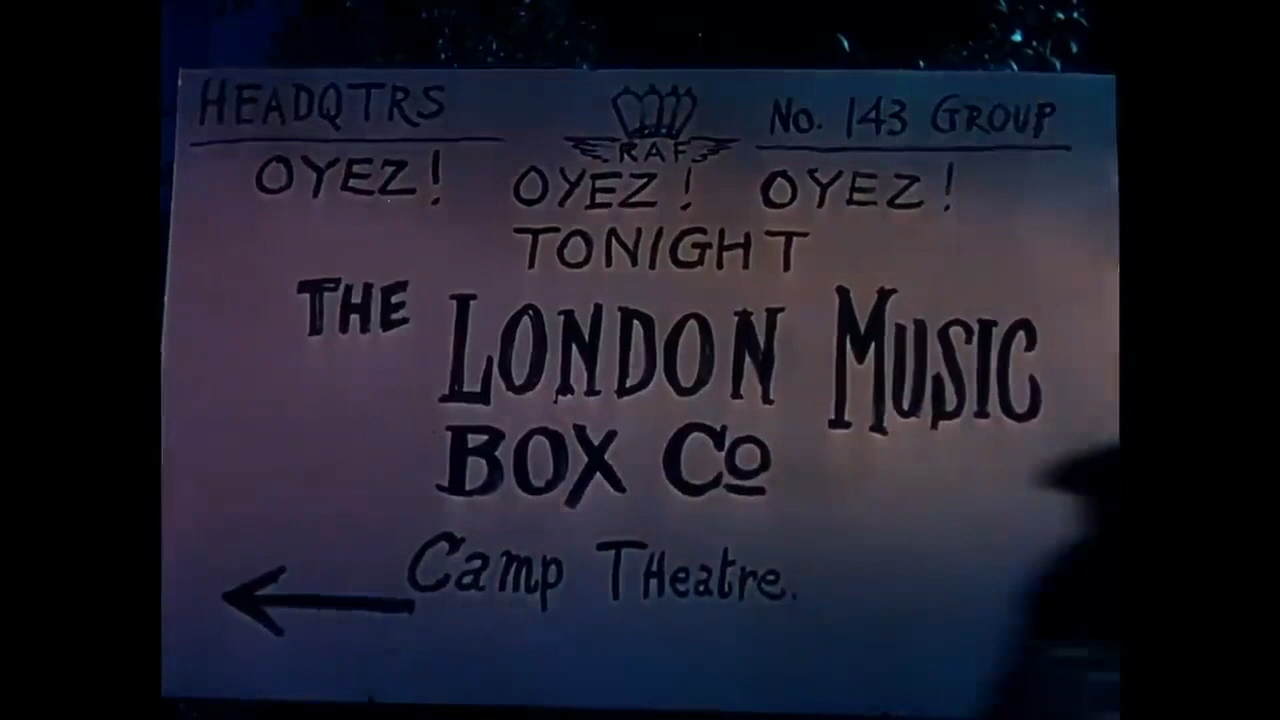 HEADQTRS
RAF
No. 143 GROUP
OYEZ! OYEZ! OYEZ!
TONIGHT
THE LONDON MUSIC
BOX Co
Camp THeatre.